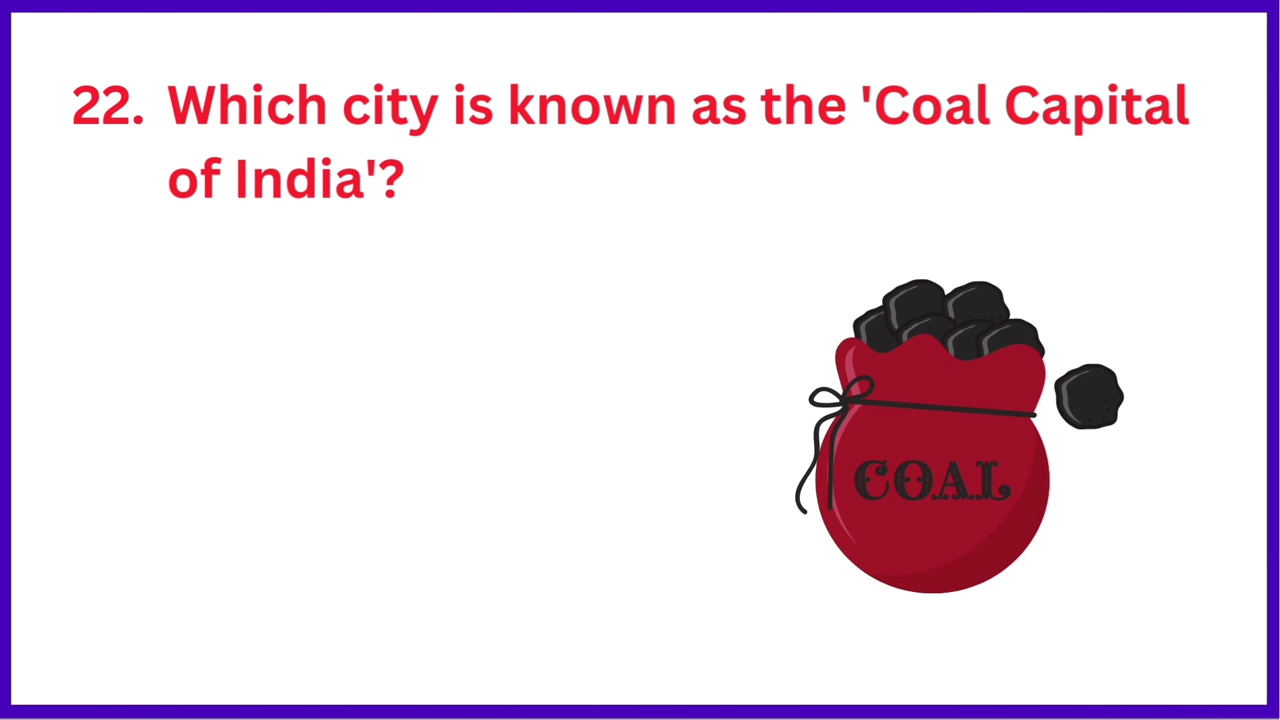 22. Which city is known as the 'Coal Capital
of India'?
COAL